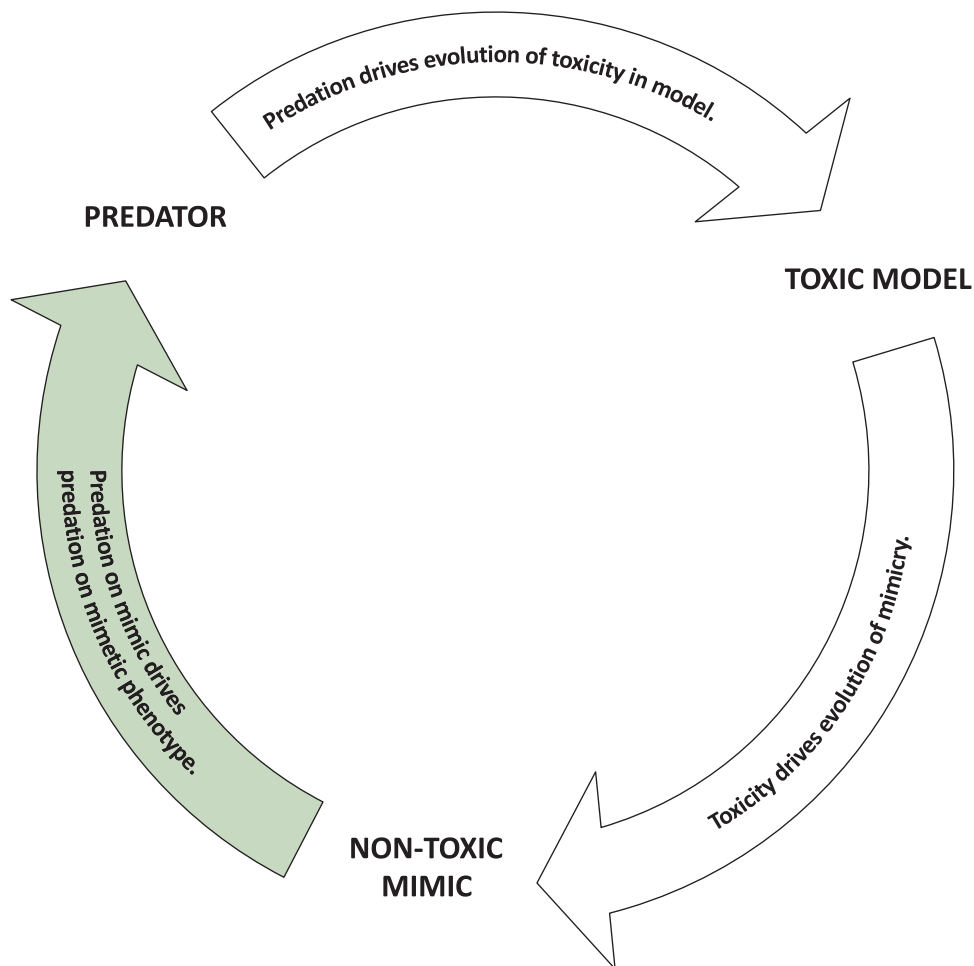 Predation drives evolution of toxicity in model.
PREDATOR
TOXIC MODEL
Toxicity drives evolution of mimicry.
NON-TOXIC
MIMIC
Predation on mimic drives
predation on mimetic phenotype.